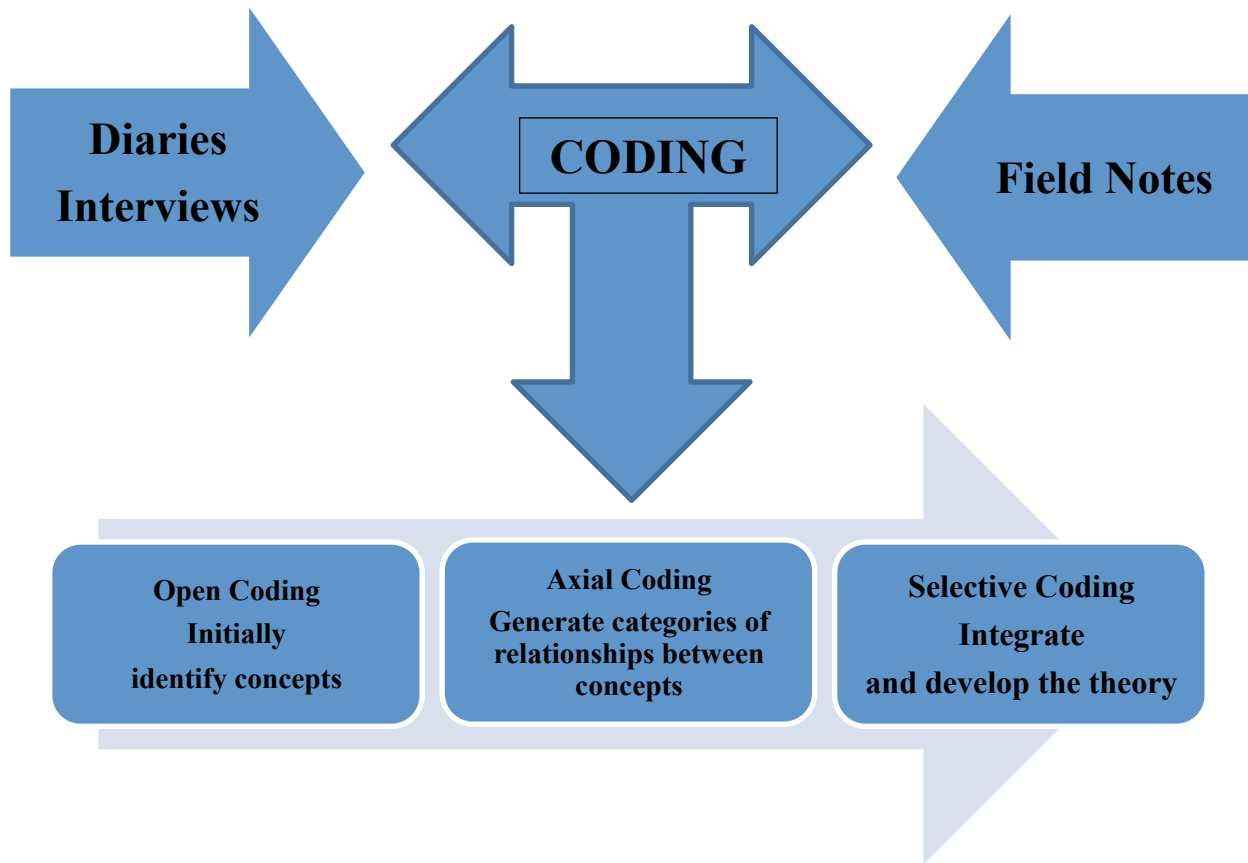 Diaries
Interviews
CODING
Field Notes
Open Coding
Initially
identify concepts
Axial Coding
Generate categories of
relationships between
concepts
Selective Coding
Integrate
and develop the theory